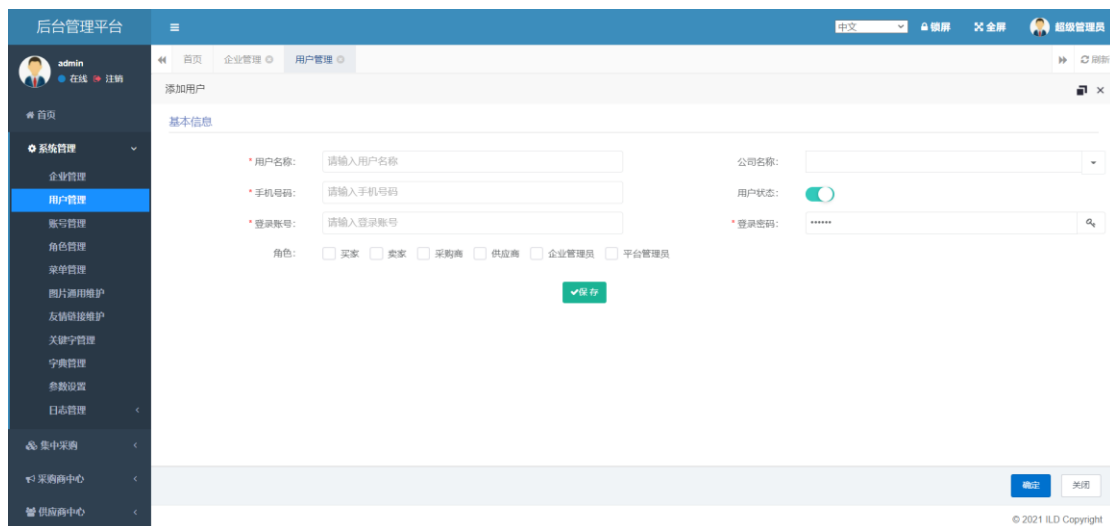 后台管理平台
中文
锁屏
全屏
超级管理员
admin
在线 注销
首页 企业管理 用户管理
刷新
添加用户
首页
基本信息
系统管理
* 用户名称: 请输入用户名称 公司名称:
企业管理
* 手机号码: 请输入手机号码 用户状态:
用户管理
* 登录账号: 请输入登录账号 * 登录密码: ••••••
账号管理
角色管理
角色: 买家 卖家 采购商 供应商 企业管理员 平台管理员
菜单管理
图片通用维护
保存
友情链接维护
关键字管理
字典管理
参数设置
日志管理
集中采购
采购商中心
确定 关闭
供应商中心
© 2021 ILD Copyright